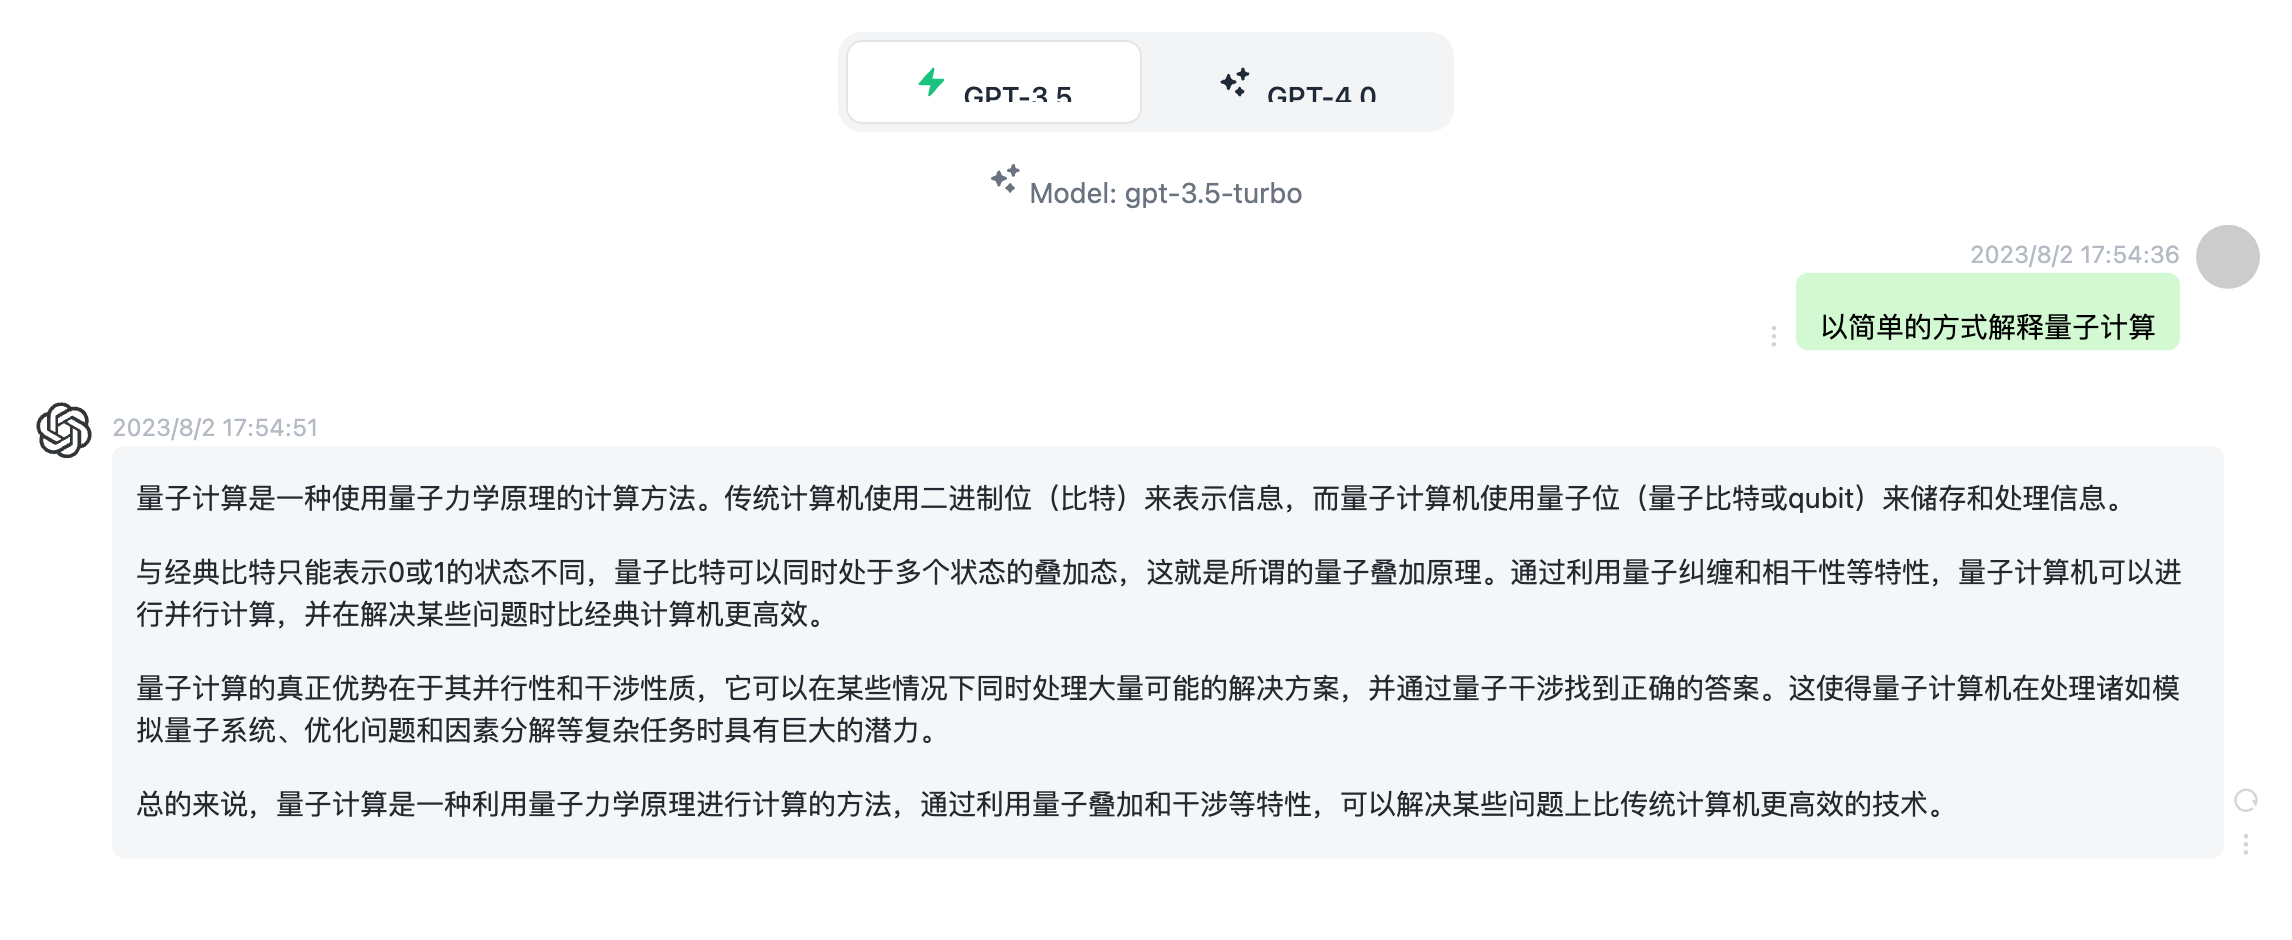 GPT-3.5
GPT-4.0
Model: gpt-3.5-turbo
2023/8/2 17:54:36
以简单的方式解释量子计算
2023/8/2 17:54:51
量子计算是一种使用量子力学原理的计算方法。传统计算机使用二进制位（比特）来表示信息，而量子计算机使用量子位（量子比特或qubit）来储存和处理信息。
与经典比特只能表示0或1的状态不同，量子比特可以同时处于多个状态的叠加态，这就是所谓的量子叠加原理。通过利用量子纠缠和相干性等特性，量子计算机可以进
行并行计算，并在解决某些问题时比经典计算机更高效。
量子计算的真正优势在于其并行性和干涉性质，它可以在某些情况下同时处理大量可能的解决方案，并通过量子干涉找到正确的答案。这使得量子计算机在处理诸如模
拟量子系统、优化问题和因素分解等复杂任务时具有巨大的潜力。
总的来说，量子计算是一种利用量子力学原理进行计算的方法，通过利用量子叠加和干涉等特性，可以解决某些问题上比传统计算机更高效的技术。